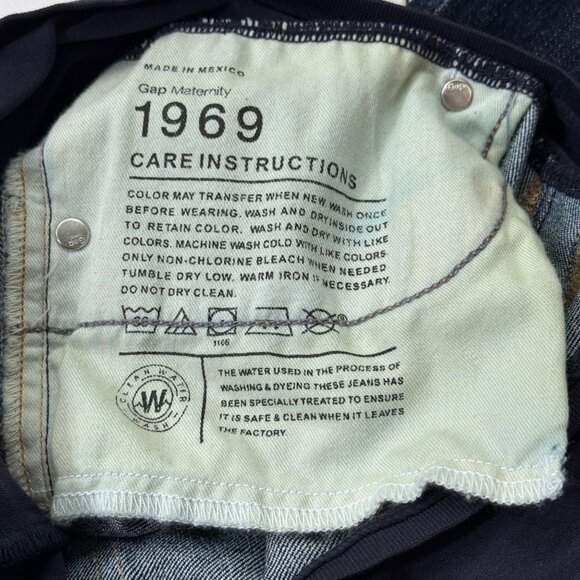 MADE IN MEXICO
Gap Maternity
1969
CARE INSTRUCTIONS
COLOR MAY TRANSFER WHEN NEW WASH ONCE
BEFORE WEARING. WASH AND DRY INSIDE OUT
TO RETAIN COLOR. WASH AND DRY WITH LIKE
COLORS. MACHINE WASH COLD WITH LIKE COLORS.
ONLY NON-CHLORINE BLEACH WHEN NEEDED
TUMBLE DRY LOW. WARM IRON IF NECESSARY.
DO NOT DRY CLEAN.
30
1106
CLEAN WATER
W
WASH
THE WATER USED IN THE PROCESS OF
WASHING & DYEING THESE JEANS HAS
BEEN SPECIALLY TREATED TO ENSURE
IT IS SAFE & CLEAN WHEN IT LEAVES
THE FACTORY.
Gap
Gap